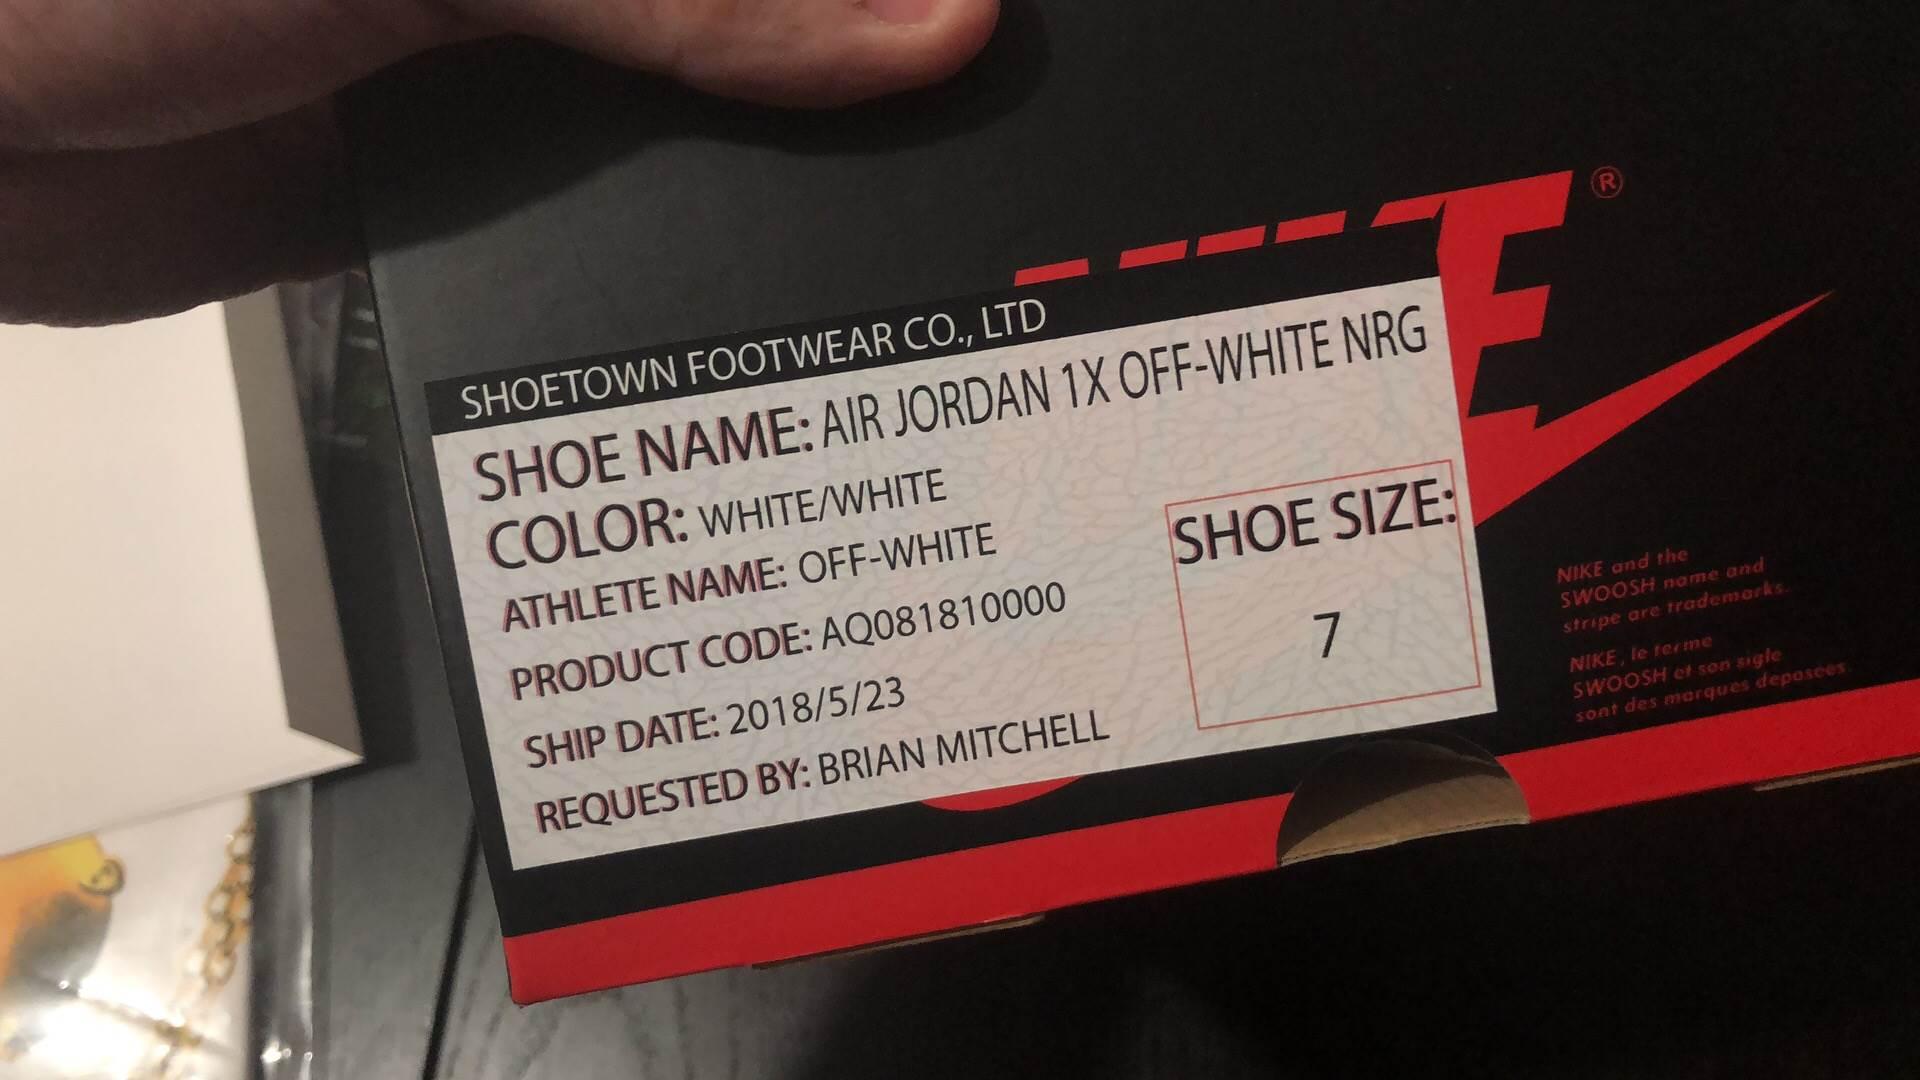 ®
SHOETOWN FOOTWEAR CO., LTD
SHOE NAME: AIR JORDAN 1X OFF-WHITE NRG
COLOR: WHITE/WHITE
ATHLETE NAME: OFF-WHITE
PRODUCT CODE: AQ081810000
SHIP DATE: 2018/5/23
REQUESTED BY: BRIAN MITCHELL
SHOE SIZE:
7
NIKE and the
SWOOSH name and
stripe are trademarks.
NIKE, le terme
SWOOSH et son sigle
sont des marques deposées.